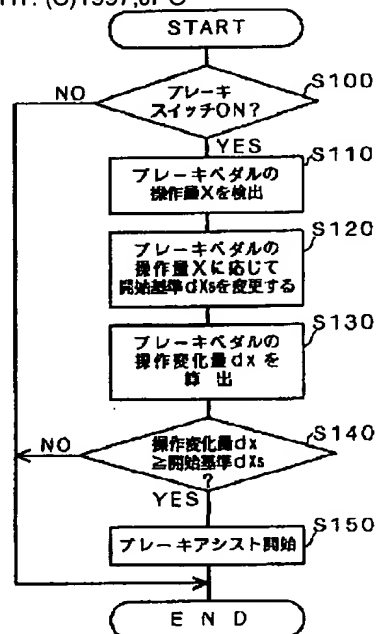 (C)1997,JPO
START
S100
NO
ブレーキ
スイッチON?
YES
S110
ブレーキペダルの
操作量Xを検出
S120
ブレーキペダルの
操作量Xに応じて
開始基準dXsを変更する
S130
ブレーキペダルの
操作変化量dxを
算出
S140
NO
操作変化量dx
≧開始基準dXs
?
YES
S150
ブレーキアシスト開始
END